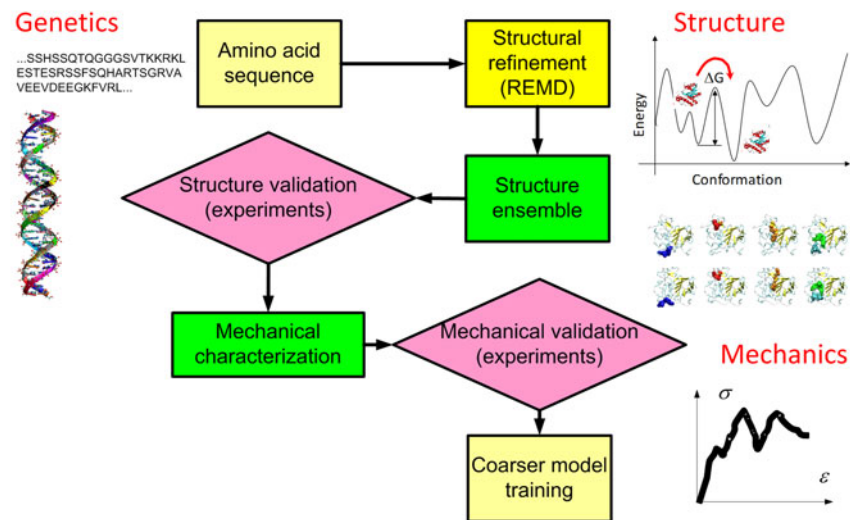 Genetics
...SSHSSQTQGGGSVTKKRKL
ESTESRSSFSQHARTSGRVA
VEEVDEEGKFVRL...
Amino acid
sequence
Structural
refinement
(REMD)
Structure
ΔG
Energy
Conformation
Structure validation
(experiments)
Structure
ensemble
Mechanical
characterization
Mechanical validation
(experiments)
Mechanics
σ
ε
Coarser model
training